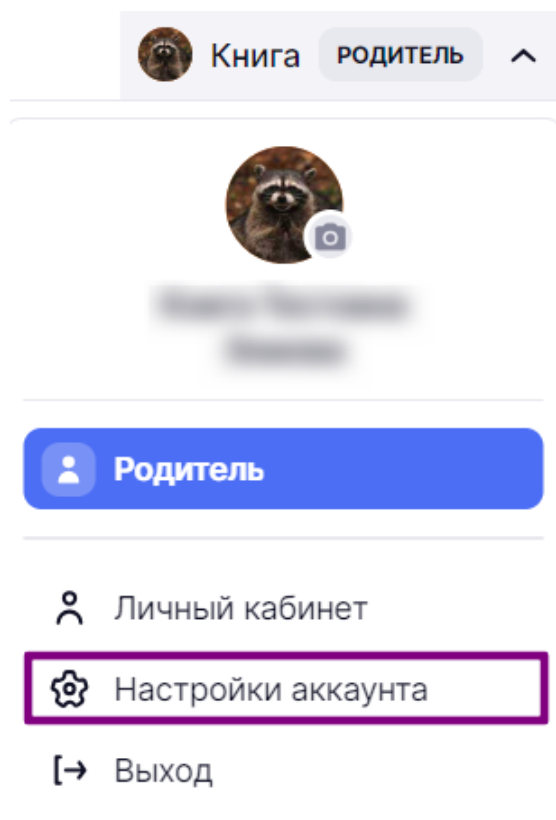 Книга РОДИТЕЛЬ
Родитель
Личный кабинет
Настройки аккаунта
Выход